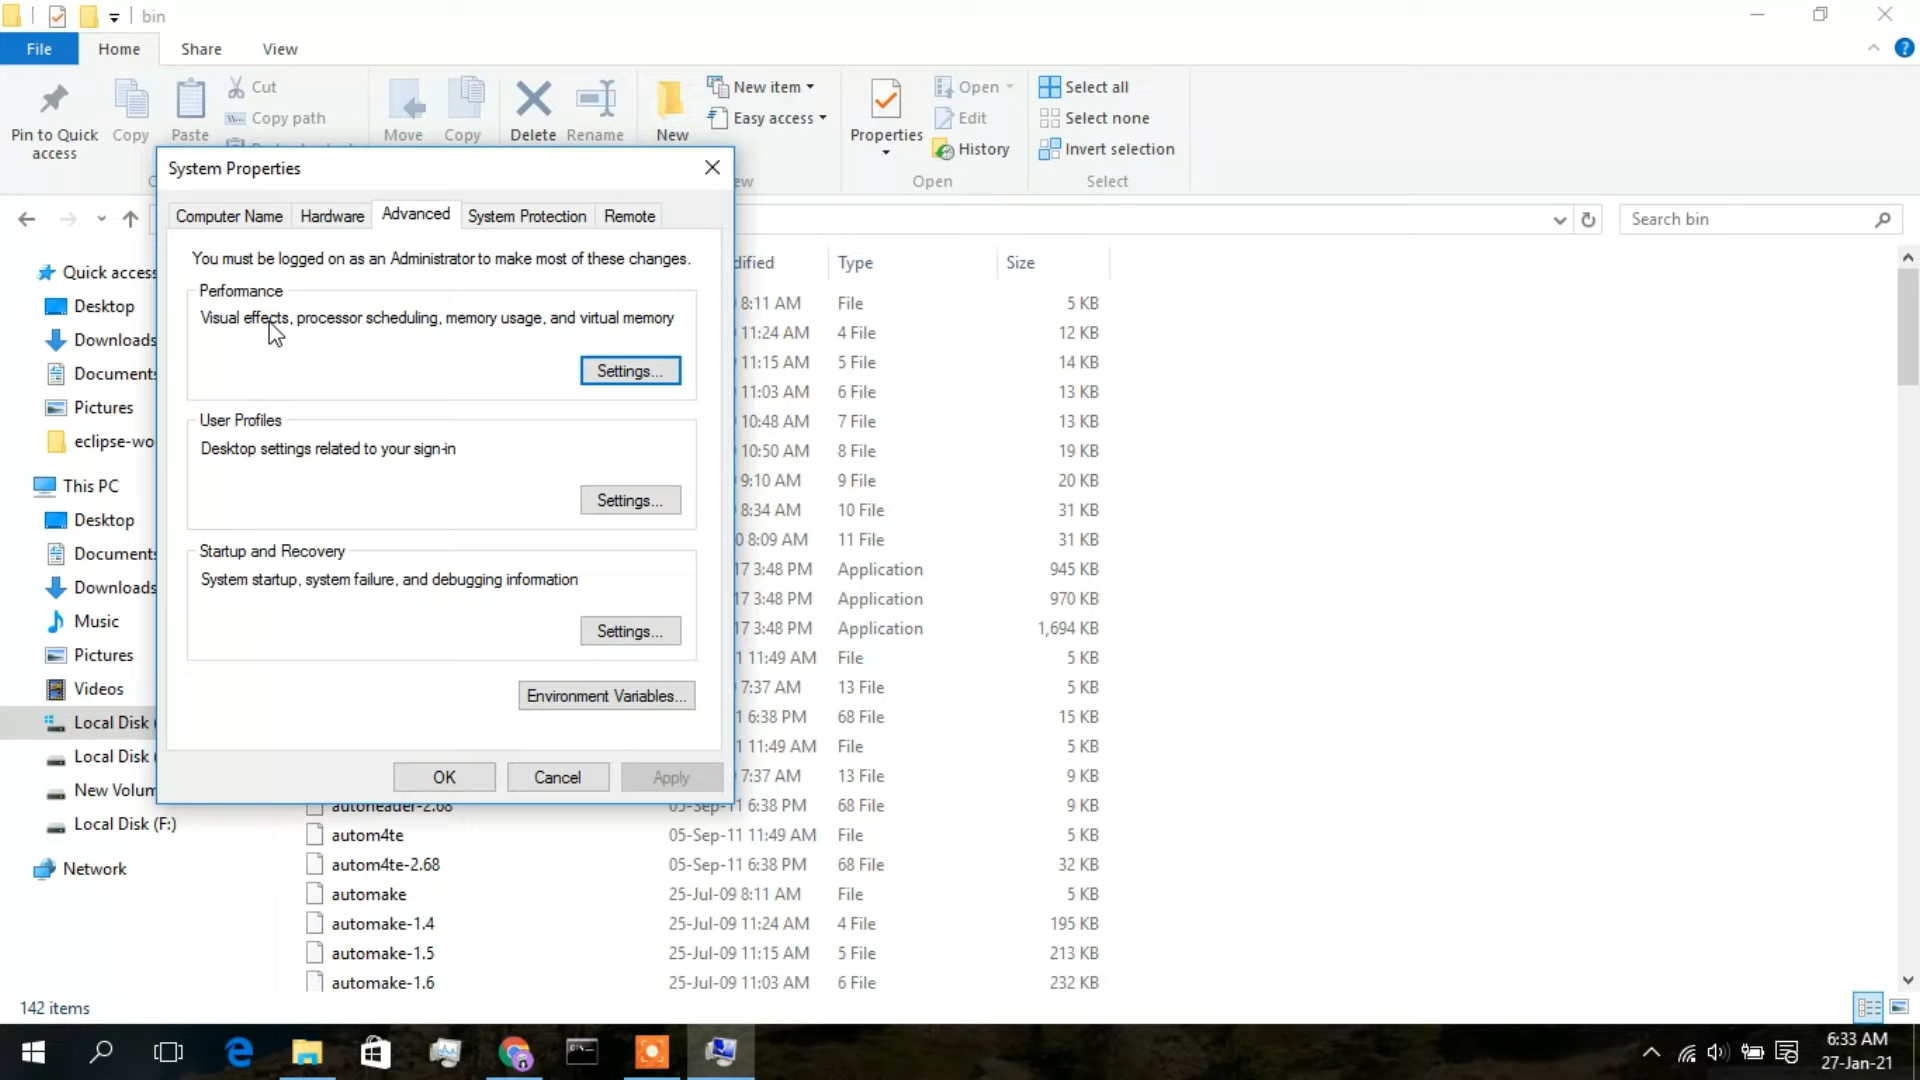 bin
File
Home
Share
View
Pin to Quick
access
Copy
Paste
Cut
Copy path
Move
Copy
Delete
Rename
New
New item
Easy access
Properties
Open
Edit
History
Select all
Select none
Invert selection
Open
Select
System Properties
Computer Name
Hardware
Advanced
System Protection
Remote
You must be logged on as an Administrator to make most of these changes.
Performance
Visual effects, processor scheduling, memory usage, and virtual memory
Settings...
User Profiles
Desktop settings related to your sign-in
Settings...
Startup and Recovery
System startup, system failure, and debugging information
Settings...
Environment Variables...
OK
Cancel
Apply
Search bin
Quick access
Desktop
Downloads
Documents
Pictures
eclipse-wo
This PC
Desktop
Documents
Downloads
Music
Pictures
Videos
Local Disk
Local Disk
New Volum
Local Disk (F:)
Network
dified Type Size
8:11 AM File 5 KB
11:24 AM 4 File 12 KB
11:15 AM 5 File 14 KB
11:03 AM 6 File 13 KB
10:48 AM 7 File 13 KB
10:50 AM 8 File 19 KB
9:10 AM 9 File 20 KB
8:34 AM 10 File 31 KB
0 8:09 AM 11 File 31 KB
17 3:48 PM Application 945 KB
17 3:48 PM Application 970 KB
17 3:48 PM Application 1,694 KB
1 11:49 AM File 5 KB
7:37 AM 13 File 5 KB
1 6:38 PM 68 File 15 KB
1 11:49 AM File 5 KB
7:37 AM 13 File 9 KB
autoheader-2.68 05-Sep-11 6:38 PM 68 File 9 KB
autom4te 05-Sep-11 11:49 AM File 5 KB
autom4te-2.68 05-Sep-11 6:38 PM 68 File 32 KB
automake 25-Jul-09 8:11 AM File 5 KB
automake-1.4 25-Jul-09 11:24 AM 4 File 195 KB
automake-1.5 25-Jul-09 11:15 AM 5 File 213 KB
automake-1.6 25-Jul-09 11:03 AM 6 File 232 KB
142 items
6:33 AM
27-Jan-21